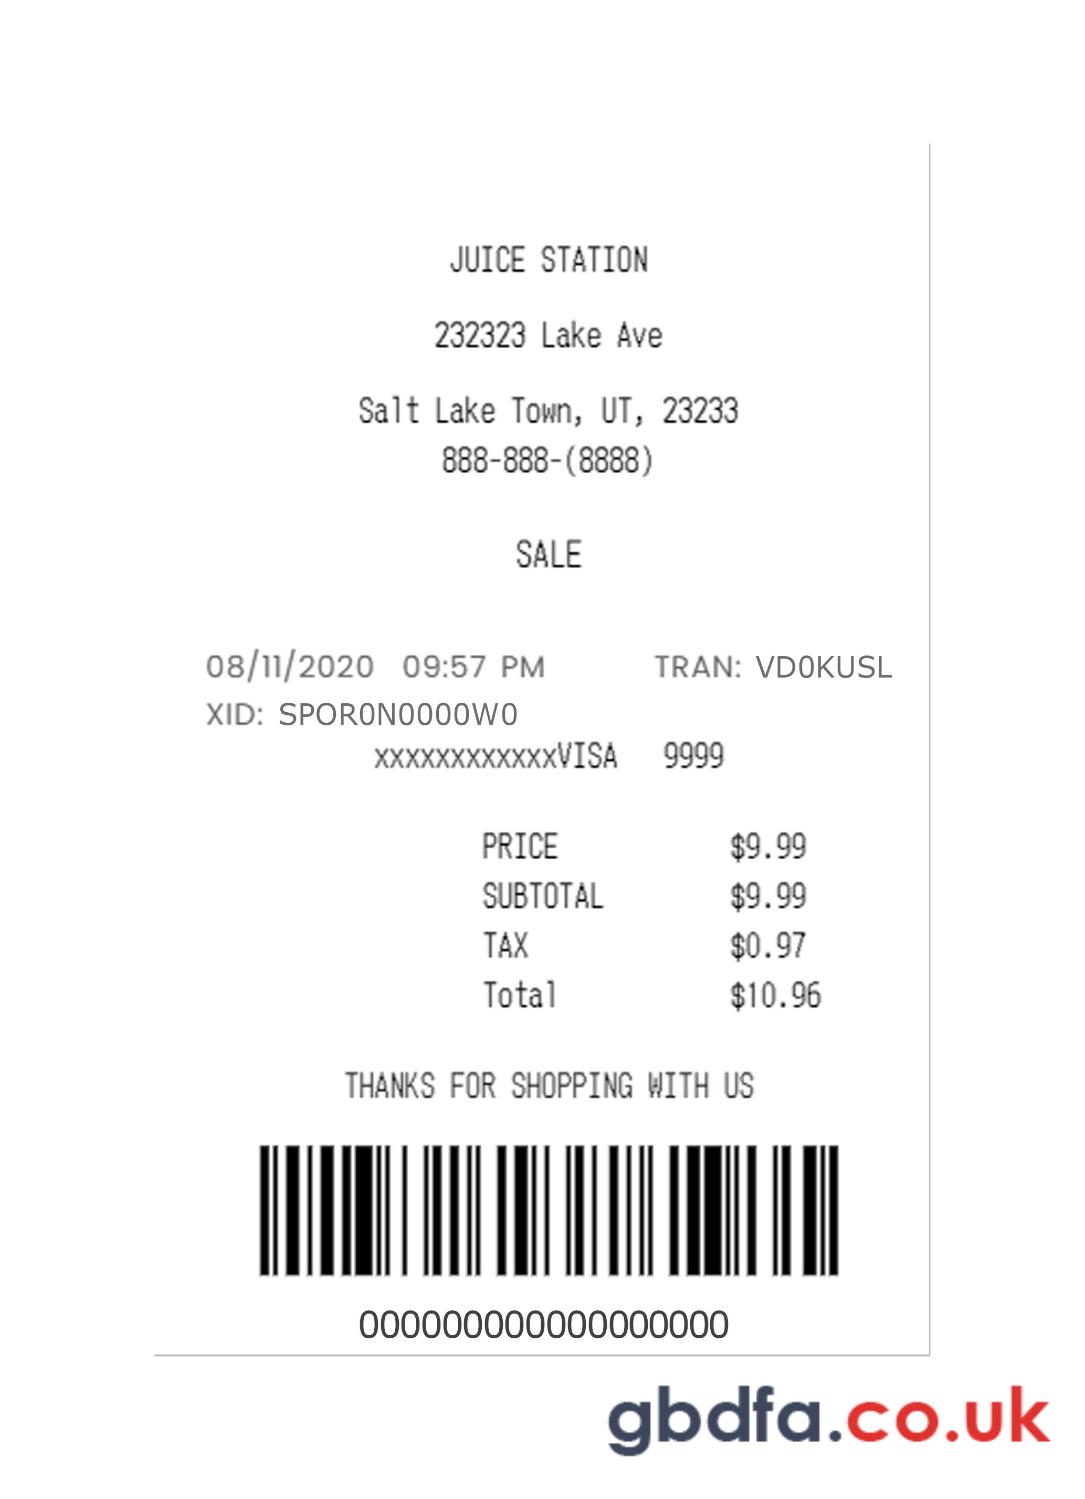 JUICE STATION
232323 Lake Ave
Salt Lake Town, UT, 23233
888-888-(8888)
SALE
08/11/2020 09:57 PM TRAN: VD0KUSL
XID: SPOR0N0000W0
xxxxxxxxxxxxVISA 9999
PRICE $9.99
SUBTOTAL $9.99
TAX $0.97
Total $10.96
THANKS FOR SHOPPING WITH US
000000000000000000
gbdfa.co.uk